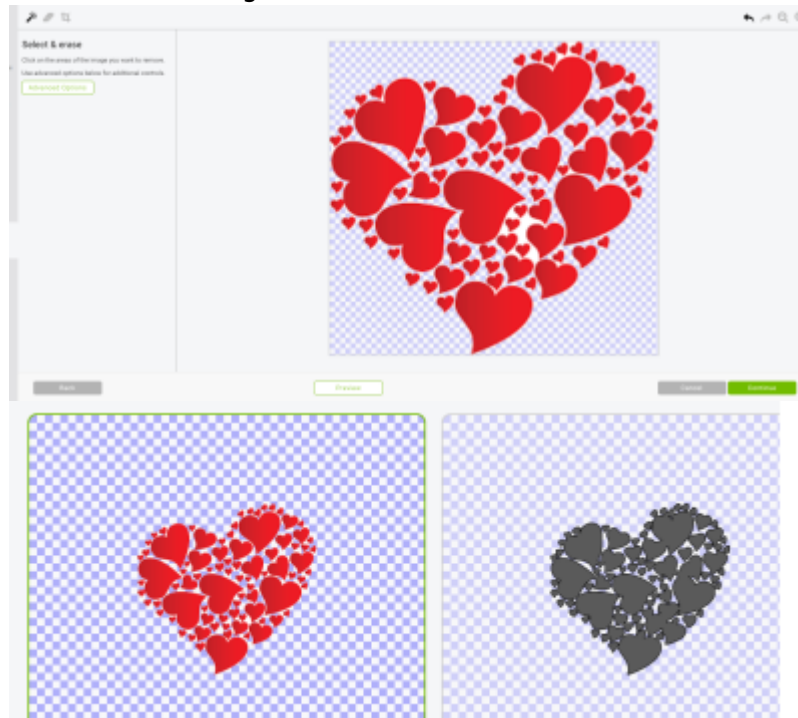 Select & erase
Click on the areas of the image you want to remove.
Use advanced options below for additional controls.
Advanced Options
Back
Preview
Cancel
Continue